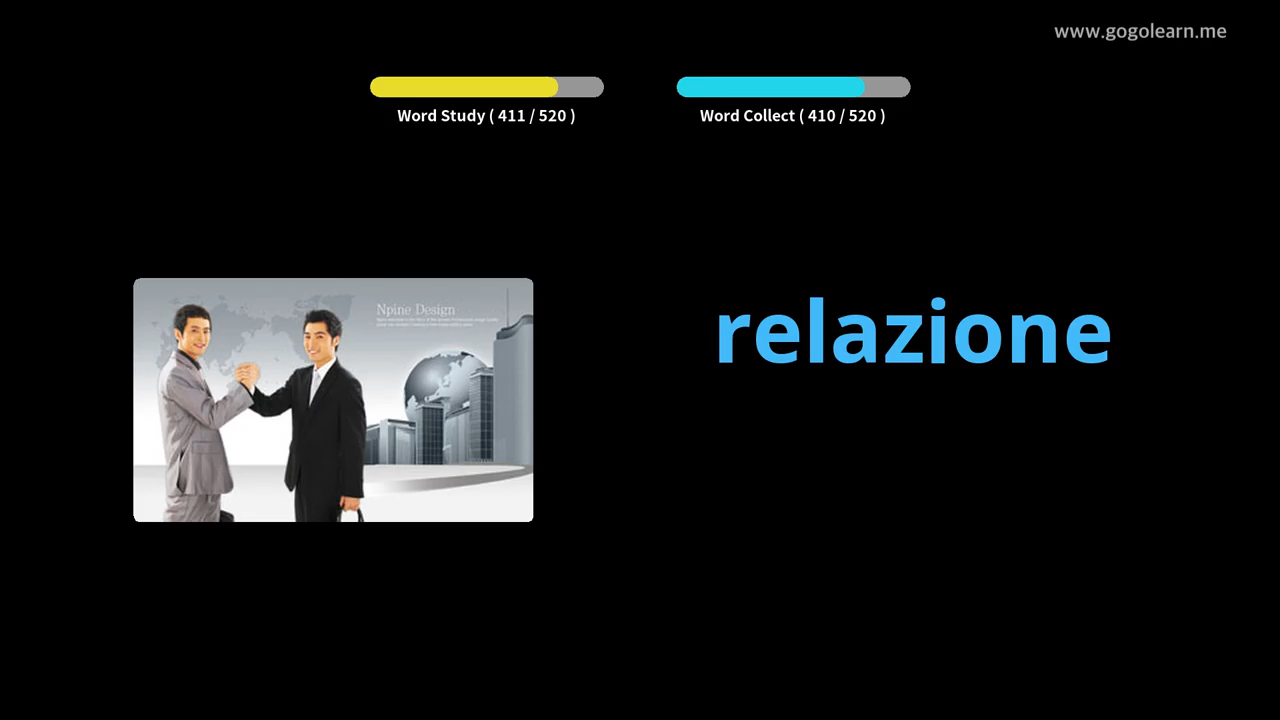 www.gogolearn.me
Word Study ( 411 / 520 )
Word Collect ( 410 / 520 )
Npine Design
relazione